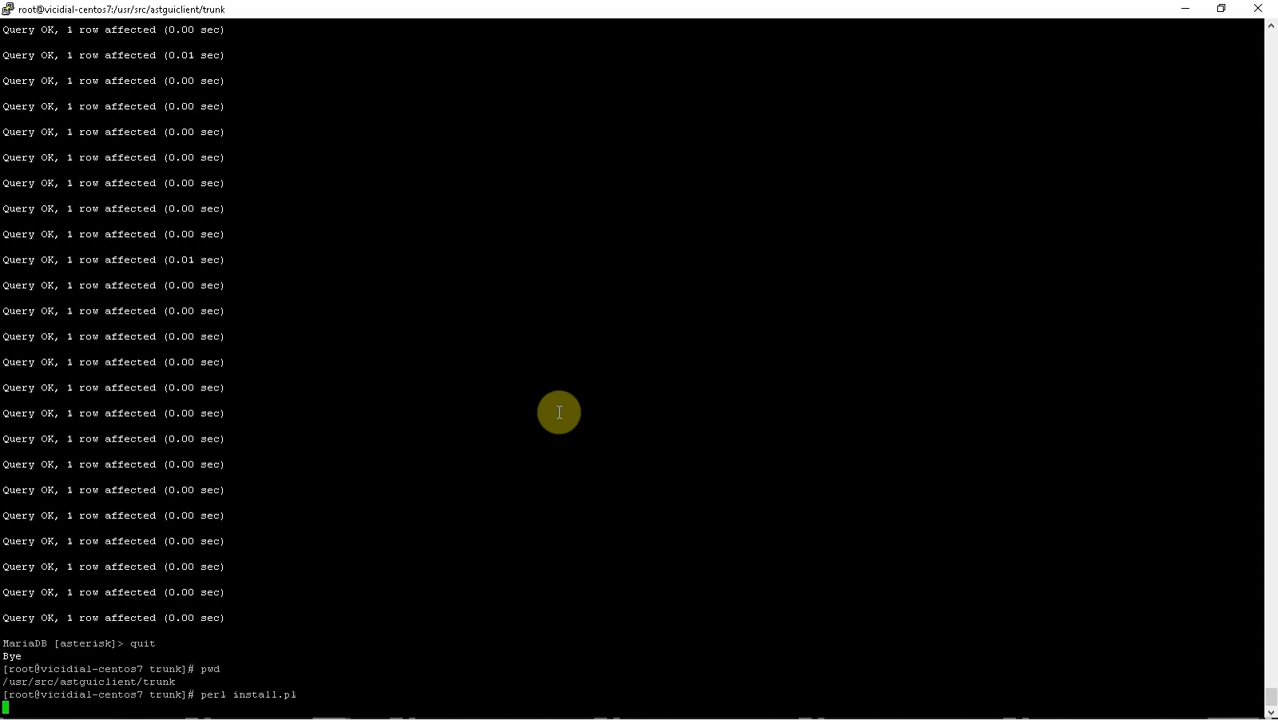 root@vicidial-centos7:/usr/src/astguiclient/trunk
Query OK, 1 row affected (0.00 sec)
Query OK, 1 row affected (0.01 sec)
Query OK, 1 row affected (0.00 sec)
Query OK, 1 row affected (0.00 sec)
Query OK, 1 row affected (0.00 sec)
Query OK, 1 row affected (0.00 sec)
Query OK, 1 row affected (0.00 sec)
Query OK, 1 row affected (0.00 sec)
Query OK, 1 row affected (0.00 sec)
Query OK, 1 row affected (0.01 sec)
Query OK, 1 row affected (0.00 sec)
Query OK, 1 row affected (0.00 sec)
Query OK, 1 row affected (0.00 sec)
Query OK, 1 row affected (0.00 sec)
Query OK, 1 row affected (0.00 sec)
Query OK, 1 row affected (0.00 sec)
Query OK, 1 row affected (0.00 sec)
Query OK, 1 row affected (0.00 sec)
Query OK, 1 row affected (0.00 sec)
Query OK, 1 row affected (0.00 sec)
Query OK, 1 row affected (0.00 sec)
Query OK, 1 row affected (0.00 sec)
Query OK, 1 row affected (0.00 sec)
Query OK, 1 row affected (0.00 sec)
MariaDB [asterisk]> quit
Bye
[root@vicidial-centos7 trunk]# pwd
/usr/src/astguiclient/trunk
[root@vicidial-centos7 trunk]# perl install.pl